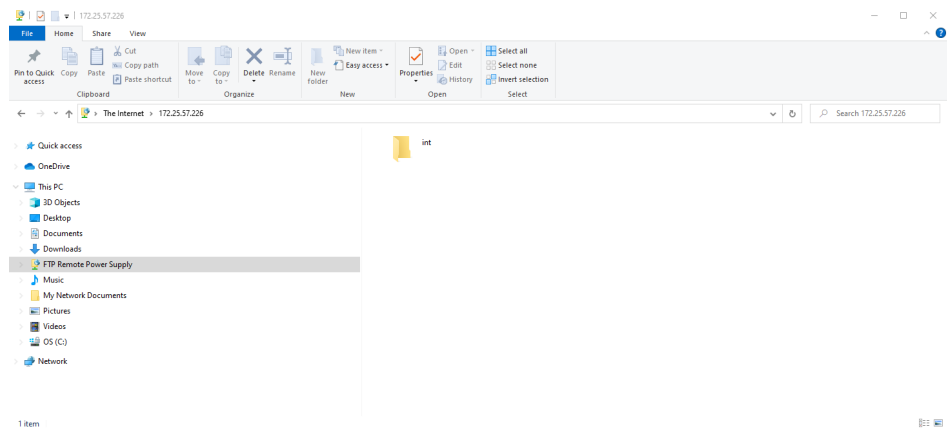 172.25.57.226
File Home Share View
Pin to Quick access
Copy
Paste
Cut
Copy path
Paste shortcut
Clipboard
Move to
Copy to
Delete
Rename
Organize
New folder
New item
Easy access
New
Properties
Open
Edit
History
Open
Select all
Select none
Invert selection
Select
The Internet > 172.25.57.226
Search 172.25.57.226
Quick access
OneDrive
This PC
3D Objects
Desktop
Documents
Downloads
FTP Remote Power Supply
Music
My Network Documents
Pictures
Videos
OS (C:)
Network
int
1 item